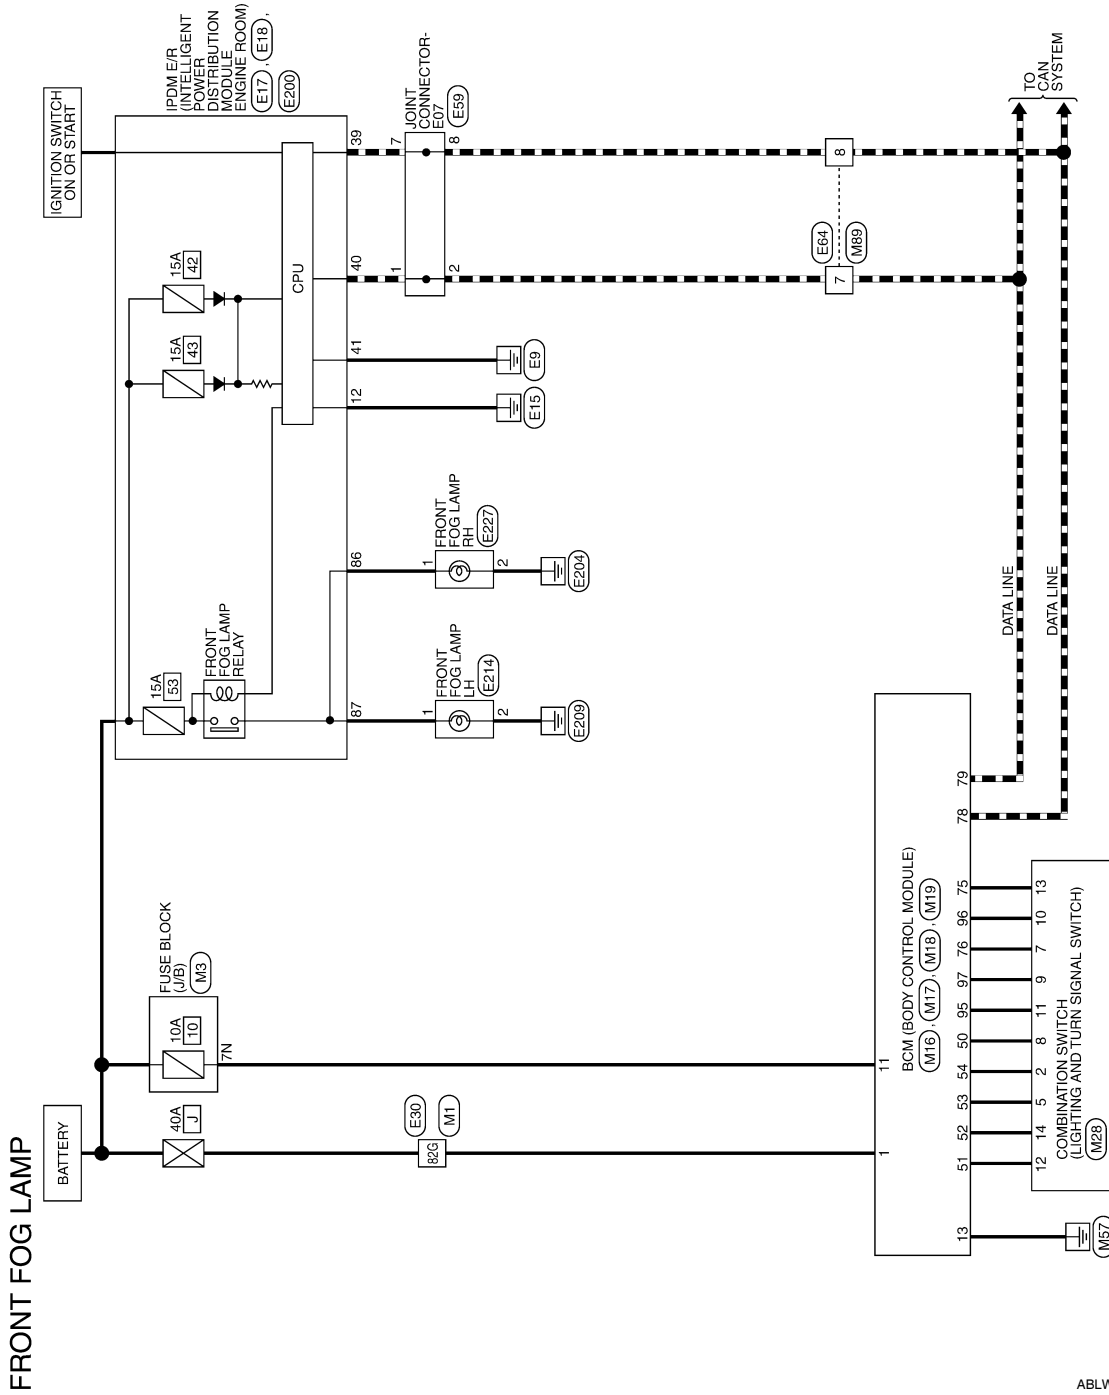 FRONT FOG LAMP
BATTERY
IGNITION SWITCH
ON OR START
40A
J
10A
10
FUSE BLOCK
(J/B)
M3
7N
E30
M1
82G
15A
53
FRONT
FOG LAMP
RELAY
15A
43
15A
42
CPU
IPDM E/R
(INTELLIGENT
POWER
DISTRIBUTION
MODULE
ENGINE ROOM)
E17 , E18 ,
E200
87
86
12
41
40
39
1
FRONT
FOG LAMP
LH
E214
2
E209
1
FRONT
FOG LAMP
RH
E227
2
E204
E15
E9
1
7
JOINT
CONNECTOR-
E07
E59
2
8
E64
M89
7
8
1
11
BCM (BODY CONTROL MODULE)
M16 , M17 , M18 , M19
13
51
52
53
54
50
95
97
76
96
75
78
79
DATA LINE
DATA LINE
TO
CAN
SYSTEM
12
14
5
2
8
11
9
7
10
13
COMBINATION SWITCH
(LIGHTING AND TURN SIGNAL SWITCH)
M28
M57
ABLW